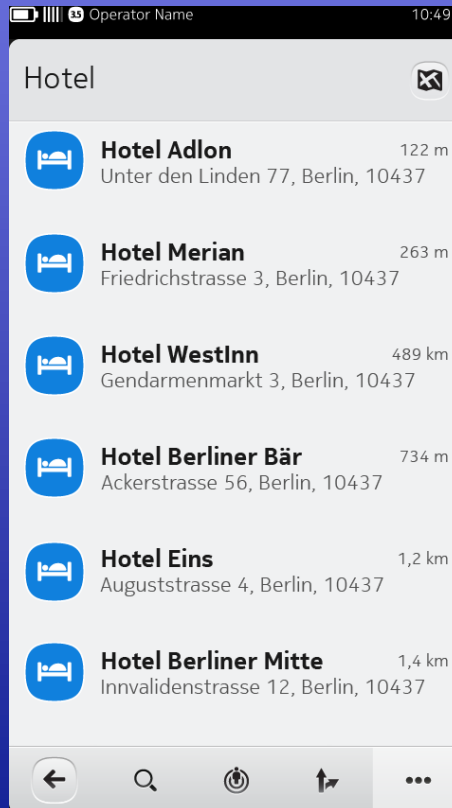 3.5 Operator Name 10:49
Hotel
Hotel Adlon 122 m
Unter den Linden 77, Berlin, 10437
Hotel Merian 263 m
Friedrichstrasse 3, Berlin, 10437
Hotel WestInn 489 km
Gendarmenmarkt 3, Berlin, 10437
Hotel Berliner Bär 734 m
Ackerstrasse 56, Berlin, 10437
Hotel Eins 1,2 km
Auguststrasse 4, Berlin, 10437
Hotel Berliner Mitte 1,4 km
Innvalidenstrasse 12, Berlin, 10437